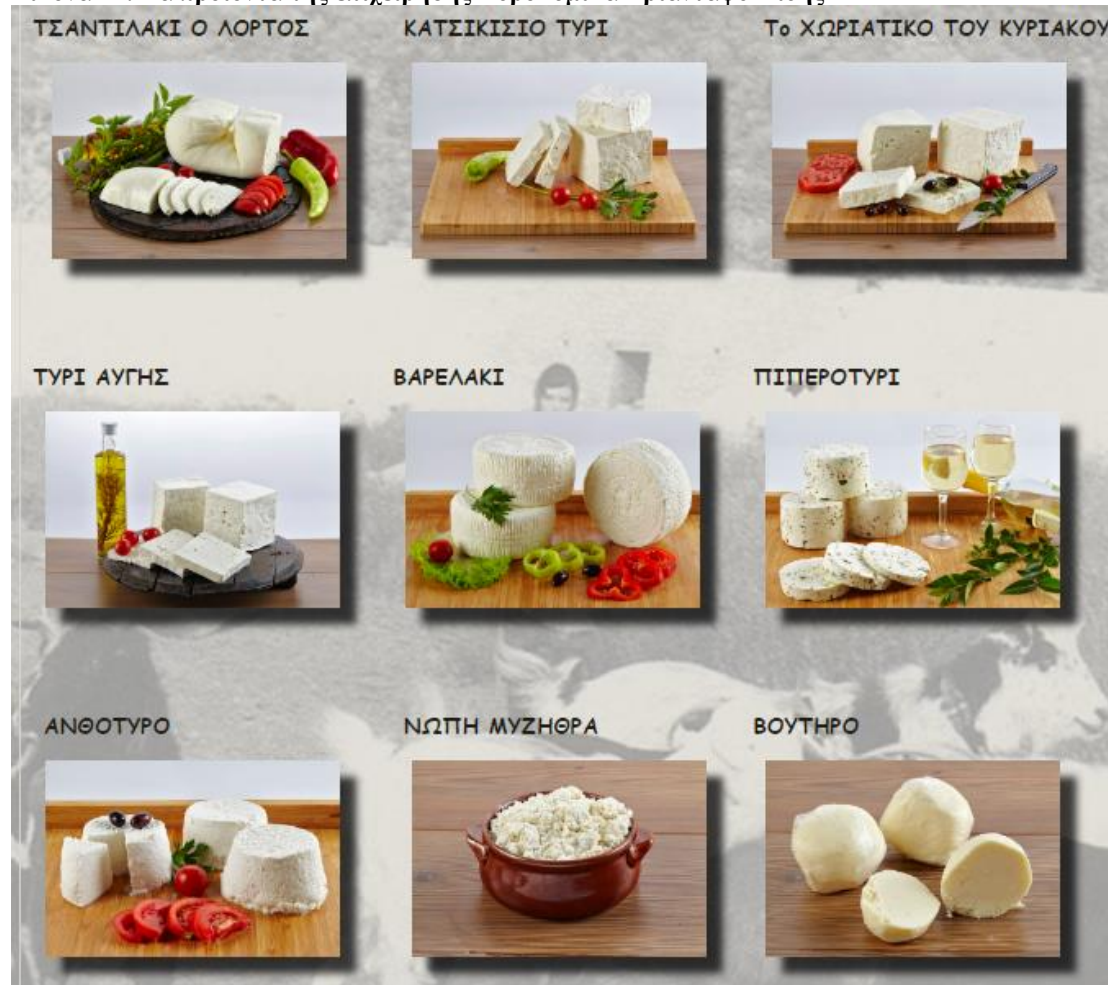 ΤΣΑΝΤΙΛΑΚΙ Ο ΛΟΡΤΟΣ
ΚΑΤΣΙΚΙΣΙΟ ΤΥΡΙ
Το ΧΩΡΙΑΤΙΚΟ ΤΟΥ ΚΥΡΙΑΚΟΥ
ΤΥΡΙ ΑΥΓΗΣ
ΒΑΡΕΛΑΚΙ
ΠΙΠΕΡΟΤΥΡΙ
ΑΝΘΟΤΥΡΟ
ΝΩΠΗ ΜΥΖΗΘΡΑ
ΒΟΥΤΗΡΟ